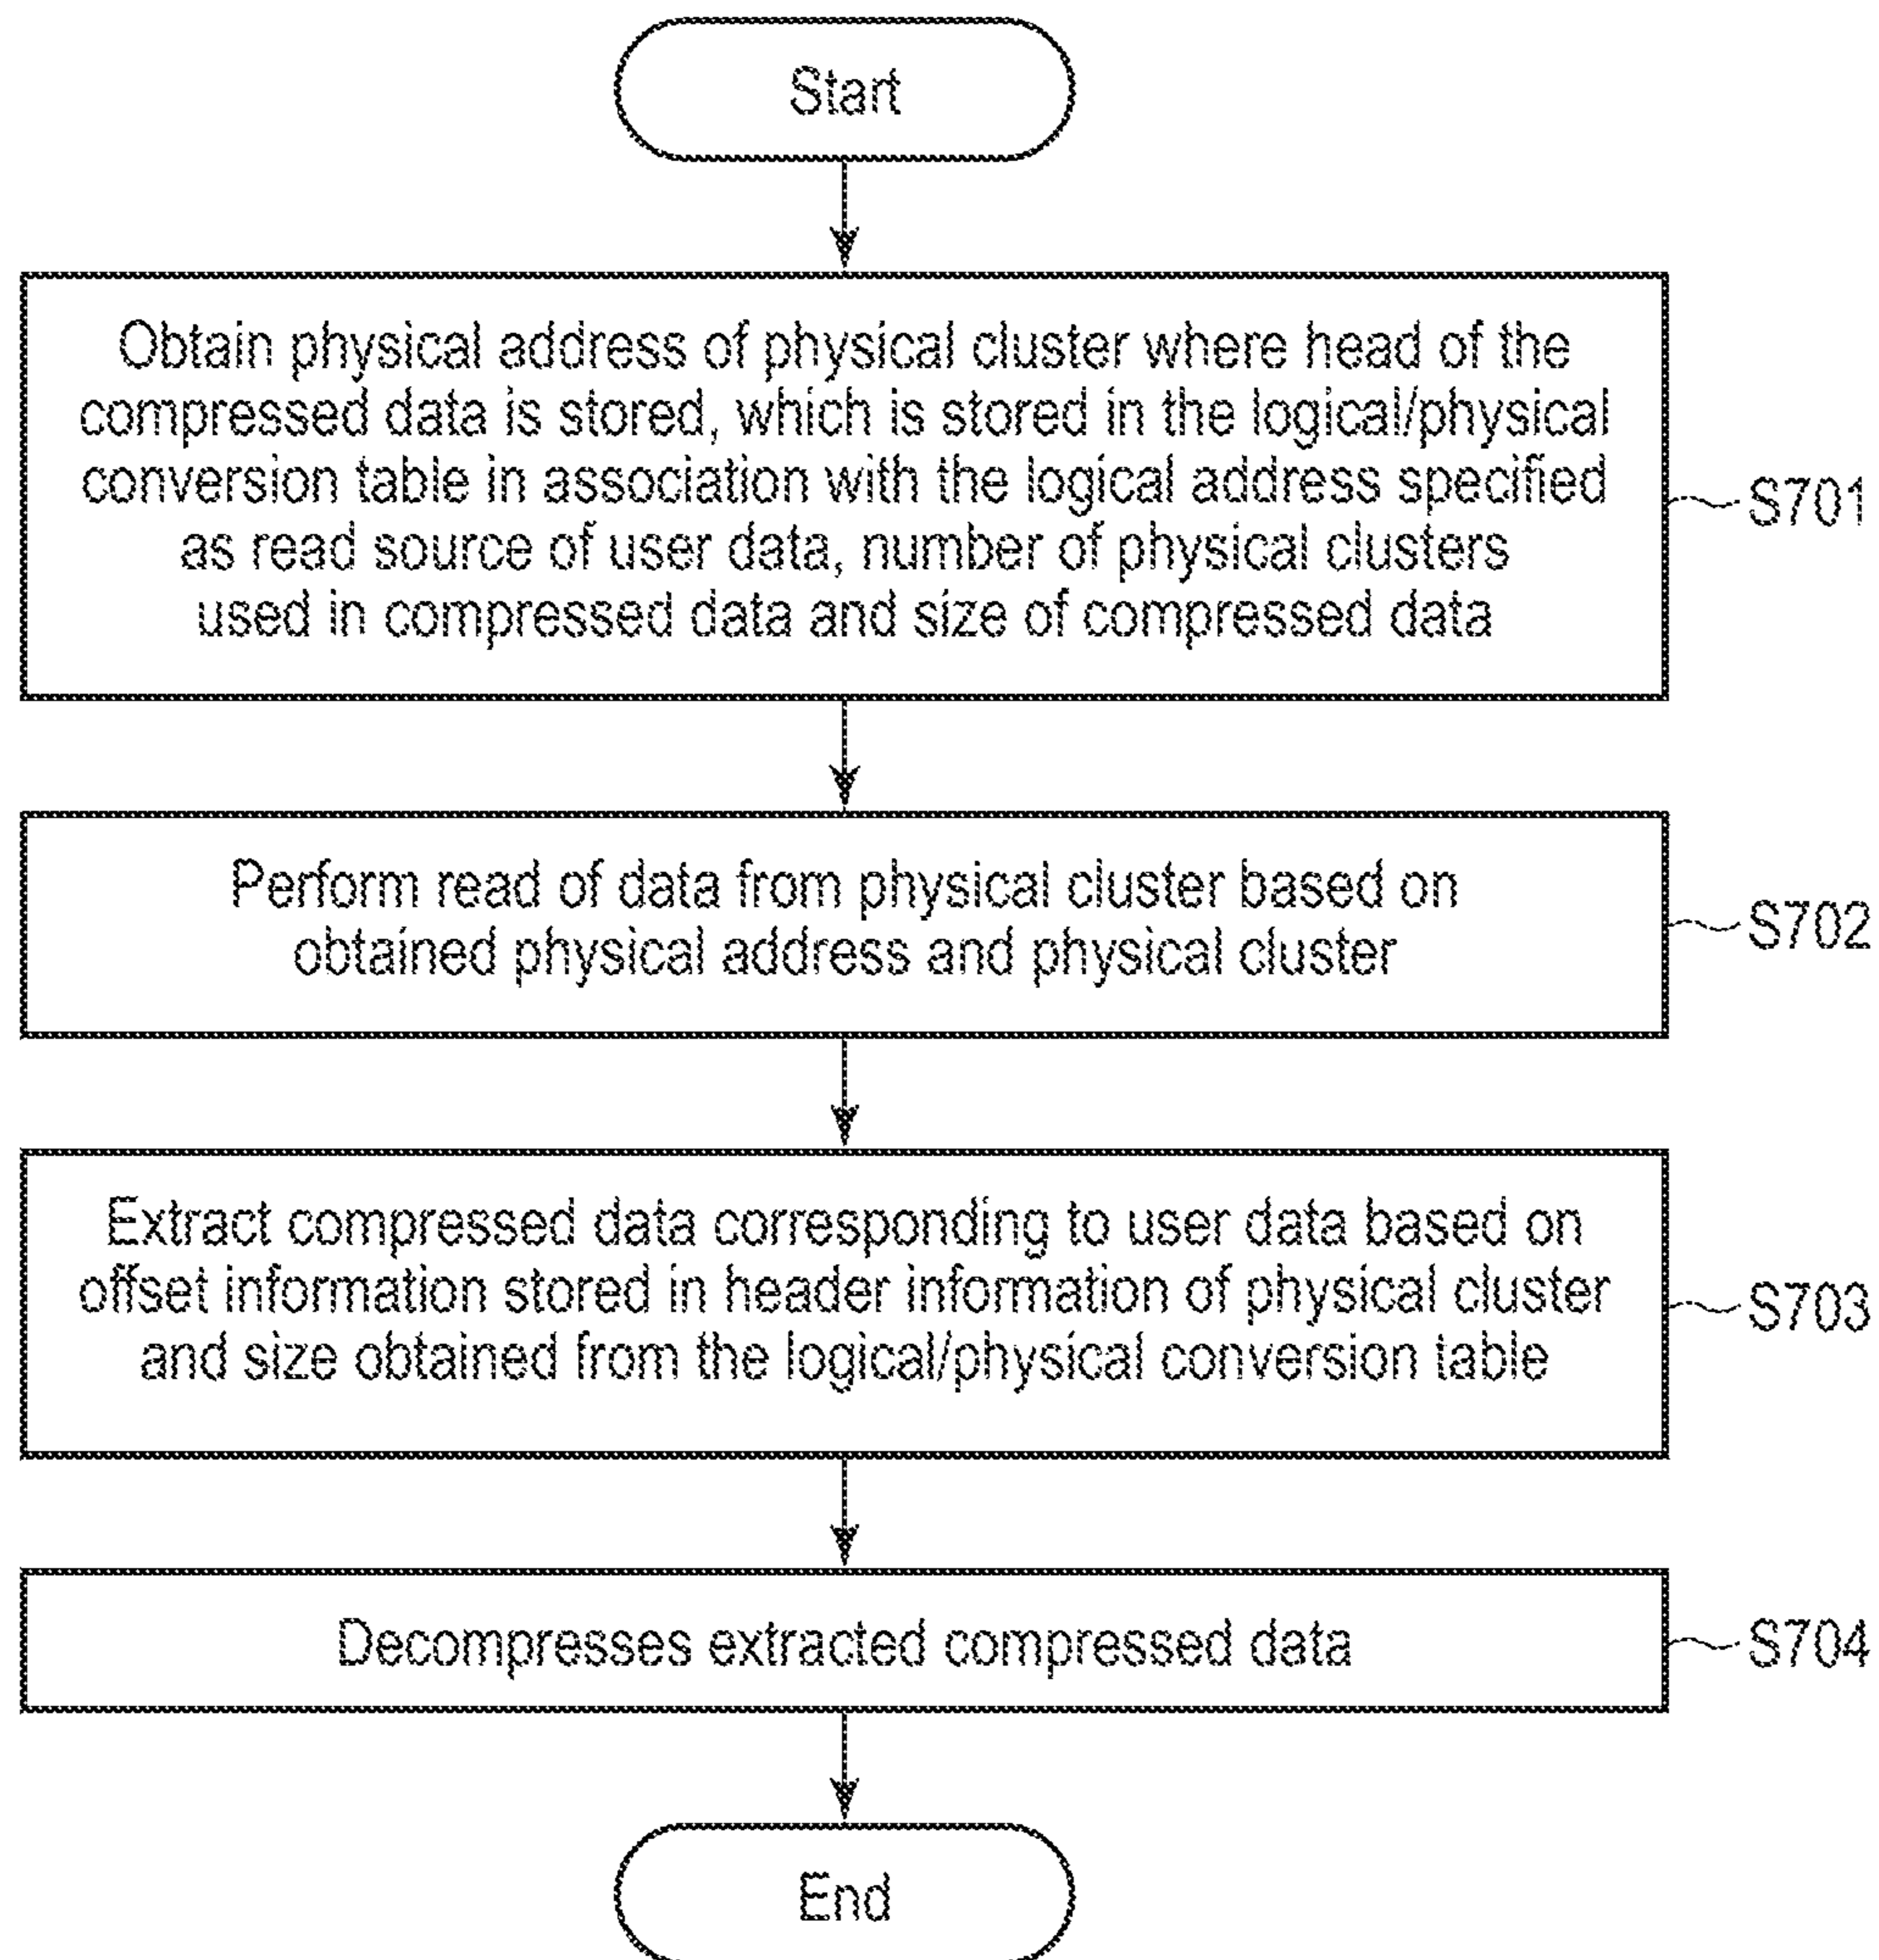 Start
Obtain physical address of physical cluster where head of the
compressed data is stored, which is stored in the logical/physical
conversion table in association with the logical address specified
as read source of user data, number of physical clusters
used in compressed data and size of compressed data
S701
Perform read of data from physical cluster based on
obtained physical address and physical cluster
S702
Extract compressed data corresponding to user data based on
offset information stored in header information of physical cluster
and size obtained from the logical/physical conversion table
S703
Decompresses extracted compressed data
S704
End